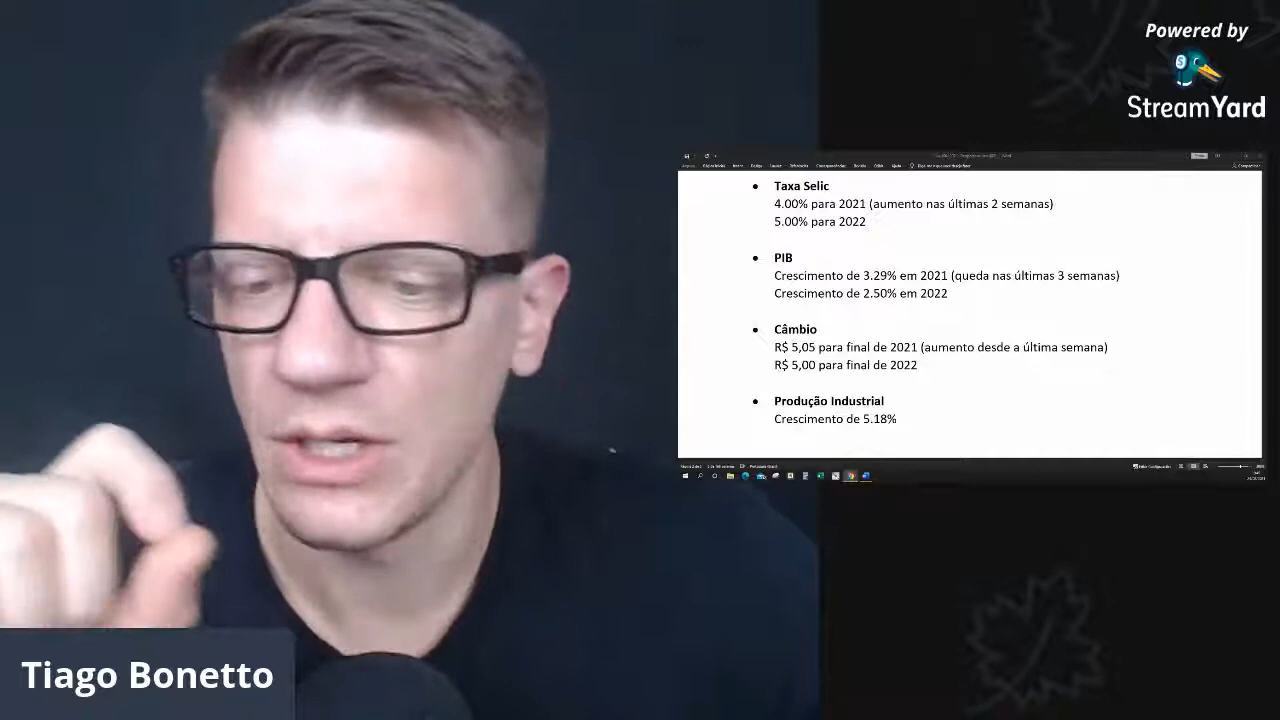 Powered by
StreamYard
Taxa Selic
4.00% para 2021 (aumento nas últimas 2 semanas)
5.00% para 2022
PIB
Crescimento de 3.29% em 2021 (queda nas últimas 3 semanas)
Crescimento de 2.50% em 2022
Câmbio
R$ 5,05 para final de 2021 (aumento desde a última semana)
R$ 5,00 para final de 2022
Produção Industrial
Crescimento de 5.18%
Tiago Bonetto